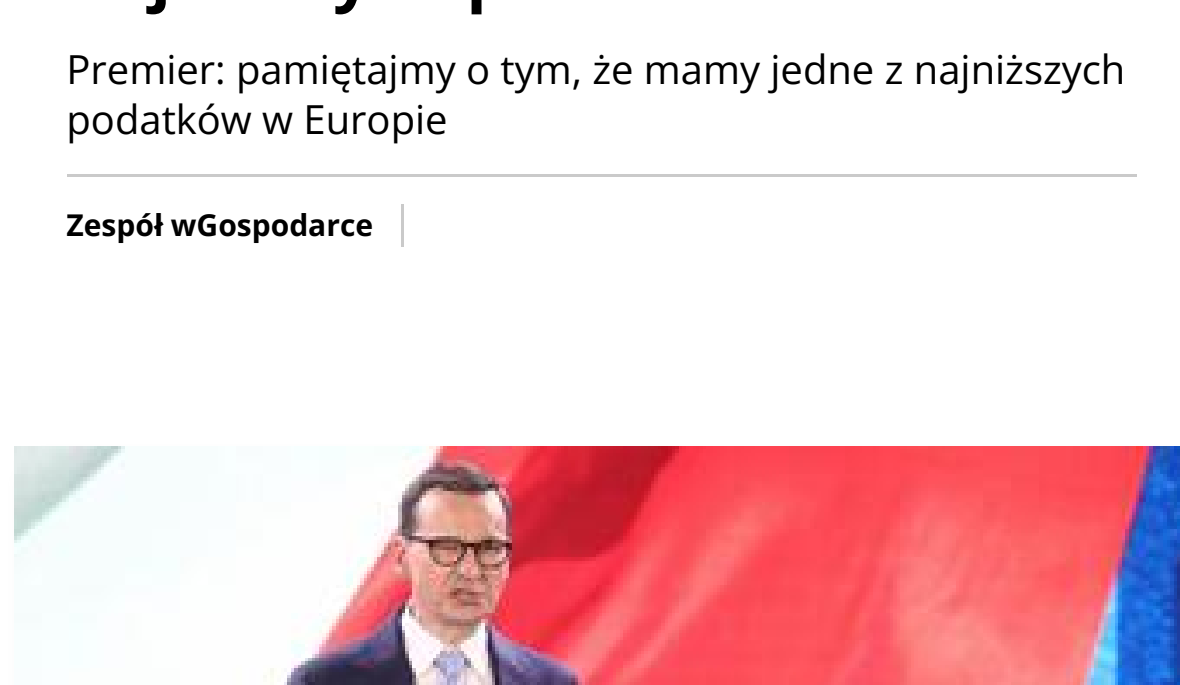 Premier: pamiętajmy o tym, że mamy jedne z najniższych
podatków w Europie
Zespół wGospodarce